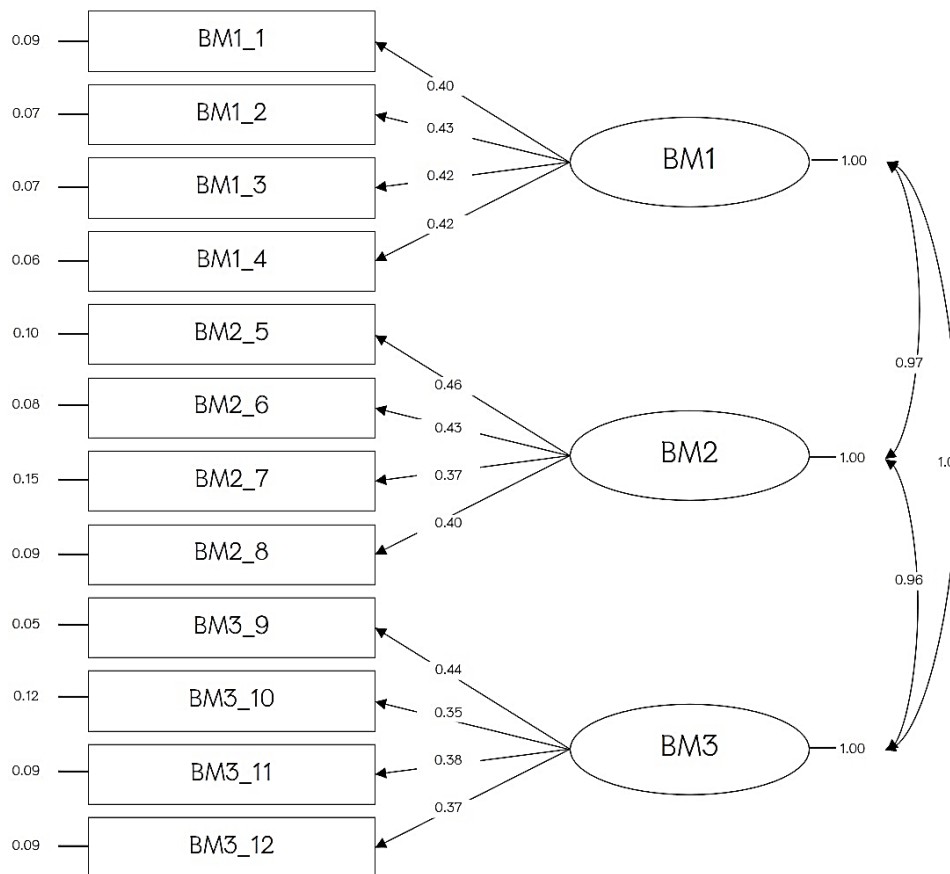 0.09 BM1_1
0.40
0.07 BM1_2
0.43
BM1 1.00
0.07 BM1_3
0.42
0.42
0.06 BM1_4
0.10 BM2_5
0.97
0.46
0.08 BM2_6
0.43
BM2 1.00
0.15 BM2_7
0.37
0.40
0.09 BM2_8
0.96
0.05 BM3_9
0.44
0.12 BM3_10
0.35
BM3 1.00
0.09 BM3_11
0.38
0.37
0.09 BM3_12